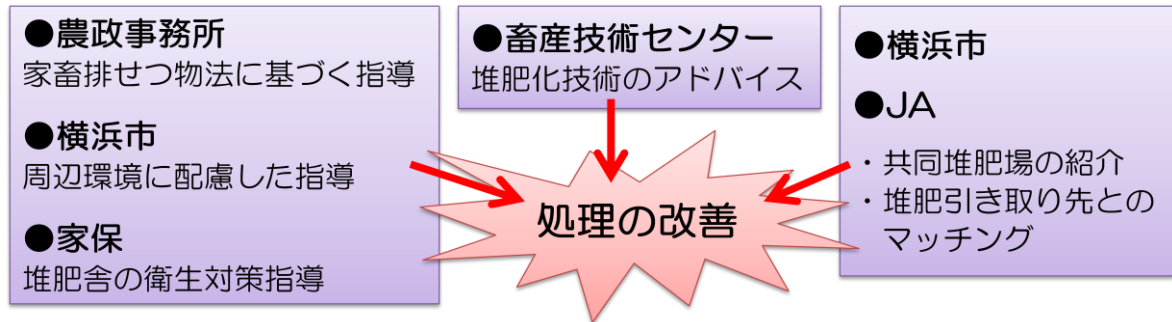 ●農政事務所
家畜排せつ物法に基づく指導
●横浜市
周辺環境に配慮した指導
●家保
堆肥舎の衛生対策指導
●畜産技術センター
堆肥化技術のアドバイス
処理の改善
●横浜市
●JA
・共同堆肥場の紹介
・堆肥引き取り先との
マッチング